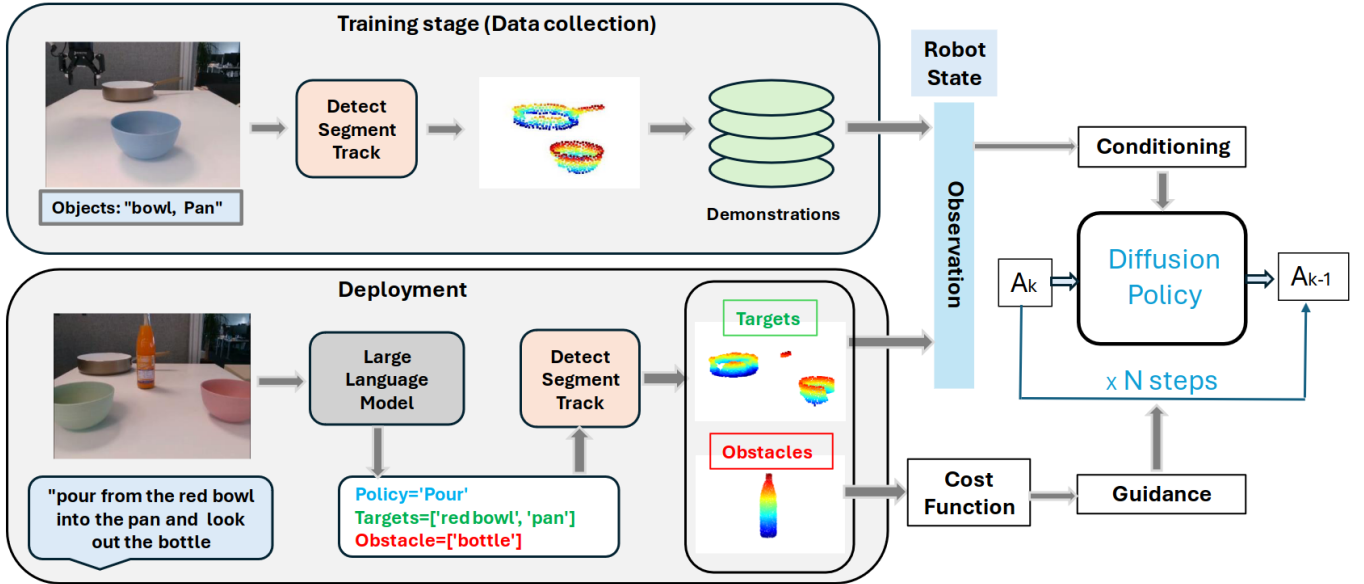 Training stage (Data collection)
Objects: "bowl, Pan"
Detect
Segment
Track
Demonstrations
Robot
State
Observation
Conditioning
Diffusion
Policy
Ak
Ak-1
x N steps
Deployment
"pour from the red bowl
into the pan and look
out the bottle
Large
Language
Model
Policy='Pour'
Targets=['red bowl', 'pan']
Obstacle=['bottle']
Detect
Segment
Track
Targets
Obstacles
Cost
Function
Guidance